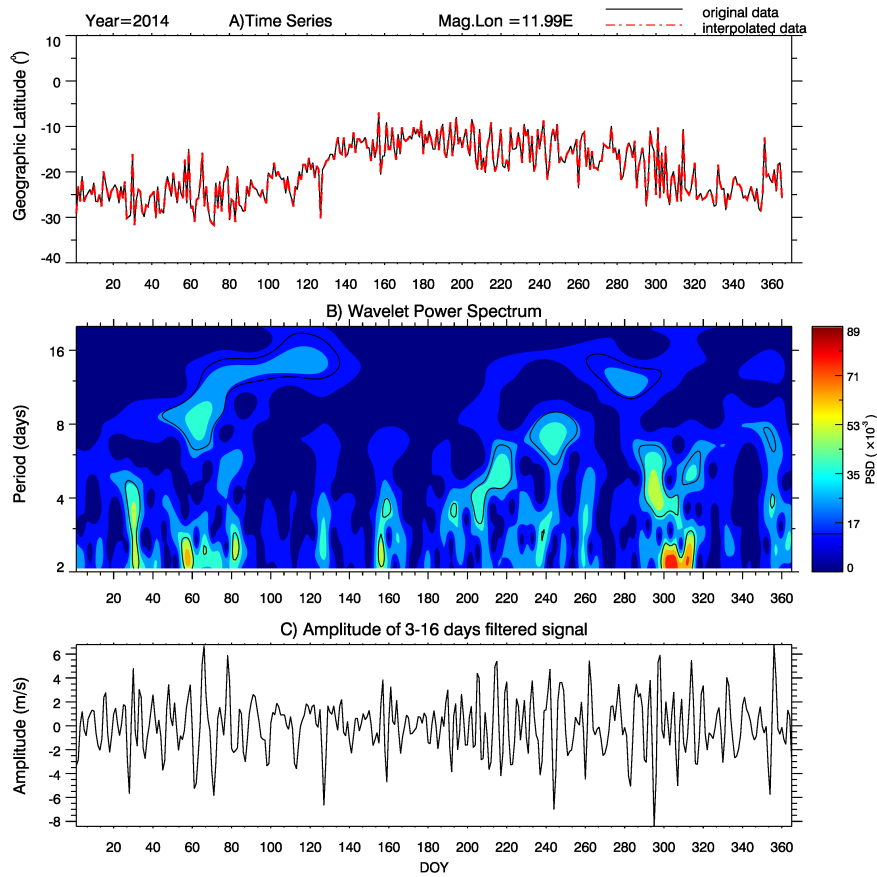 Year=2014 A)Time Series Mag.Lon =11.99E original data
interpolated data
Geographic Latitude (°)
10
0
-10
-20
-30
-40
20 40 60 80 100 120 140 160 180 200 220 240 260 280 300 320 340 360
B) Wavelet Power Spectrum
Period (days)
16
8
4
2
20 40 60 80 100 120 140 160 180 200 220 240 260 280 300 320 340 360
89
71
53
35
17
0
PSD (×10⁻³)
C) Amplitude of 3-16 days filtered signal
Amplitude (m/s)
6
4
2
0
-2
-4
-6
-8
20 40 60 80 100 120 140 160 180 200 220 240 260 280 300 320 340 360
DOY